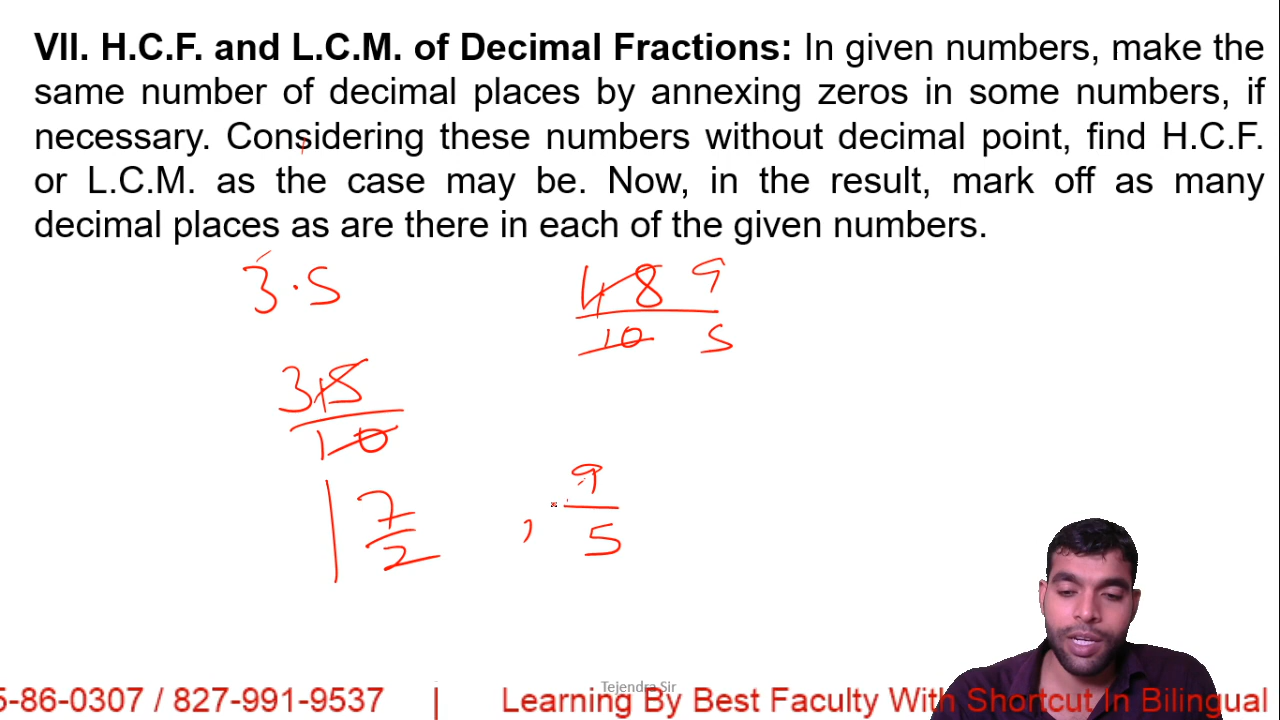 VII. H.C.F. and L.C.M. of Decimal Fractions: In given numbers, make the
same number of decimal places by annexing zeros in some numbers, if
necessary. Considering these numbers without decimal point, find H.C.F.
or L.C.M. as the case may be. Now, in the result, mark off as many
decimal places as are there in each of the given numbers.
3.5
48 9
10 5
35
10
7 , 9
2 5
Tejendra Sir
5-86-0307 / 827-991-9537 | Learning By Best Faculty With Shortcut In Bilingual